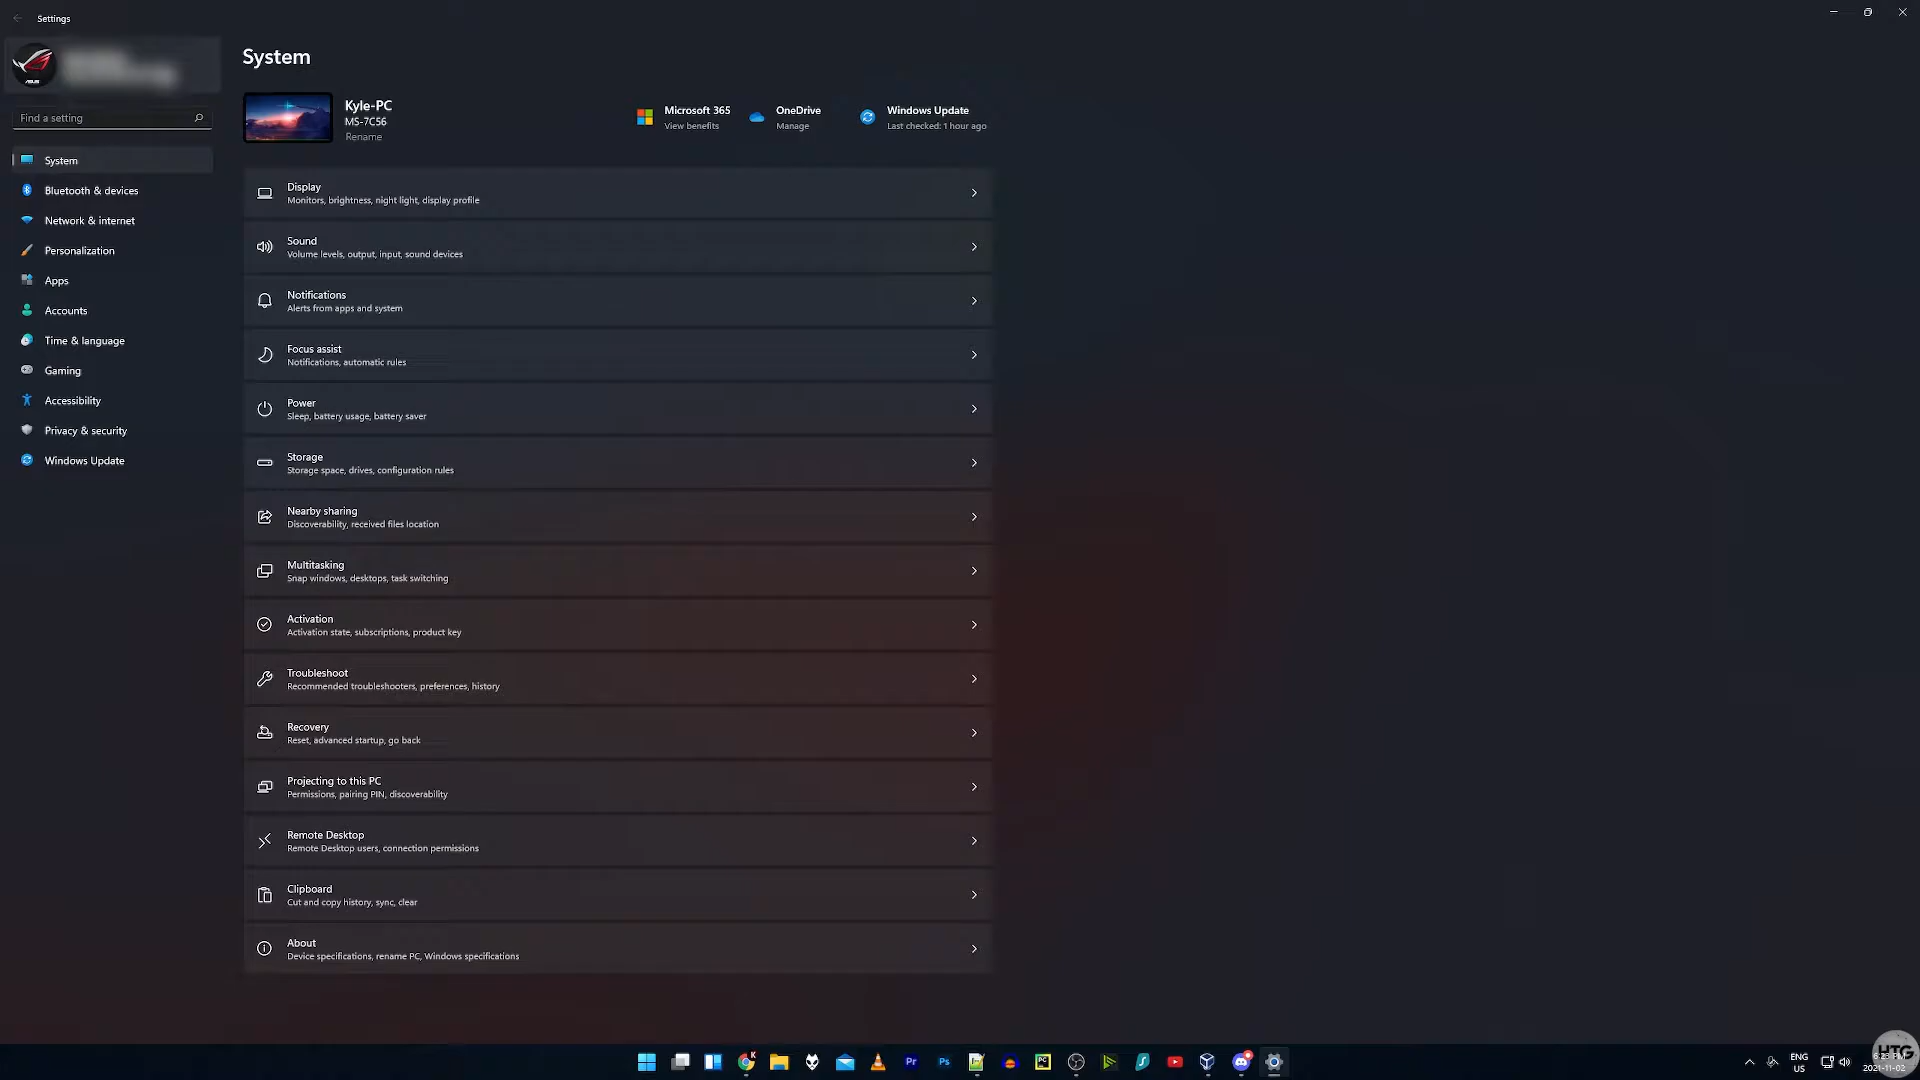 Settings
System
Kyle-PC
MS-7C56
Rename
Microsoft 365
View benefits
OneDrive
Manage
Windows Update
Last checked: 1 hour ago
Find a setting
System
Bluetooth & devices
Network & internet
Personalization
Apps
Accounts
Time & language
Gaming
Accessibility
Privacy & security
Windows Update
Display
Monitors, brightness, night light, display profile
Sound
Volume levels, output, input, sound devices
Notifications
Alerts from apps and system
Focus assist
Notifications, automatic rules
Power
Sleep, battery usage, battery saver
Storage
Storage space, drives, configuration rules
Nearby sharing
Discoverability, received files location
Multitasking
Snap windows, desktops, task switching
Activation
Activation state, subscriptions, product key
Troubleshoot
Recommended troubleshooters, preferences, history
Recovery
Reset, advanced startup, go back
Projecting to this PC
Permissions, pairing PIN, discoverability
Remote Desktop
Remote Desktop users, connection permissions
Clipboard
Cut and copy history, sync, clear
About
Device specifications, rename PC, Windows specifications
K
Pr
Ps
PC
ENG
US
HTG
2021-11-02